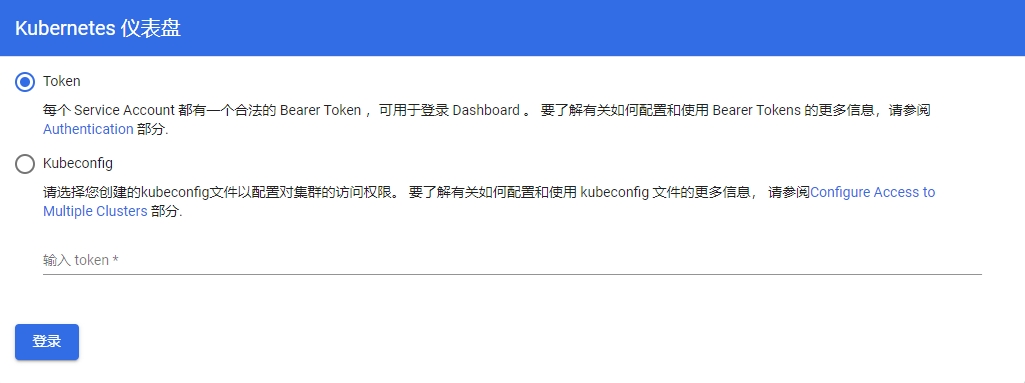 Kubernetes 仪表盘
Token
每个 Service Account 都有一个合法的 Bearer Token ，可用于登录 Dashboard 。 要了解有关如何配置和使用 Bearer Tokens 的更多信息，请参阅
Authentication 部分.
Kubeconfig
请选择您创建的kubeconfig文件以配置对集群的访问权限。 要了解有关如何配置和使用 kubeconfig 文件的更多信息， 请参阅Configure Access to
Multiple Clusters 部分.
输入 token *
登录